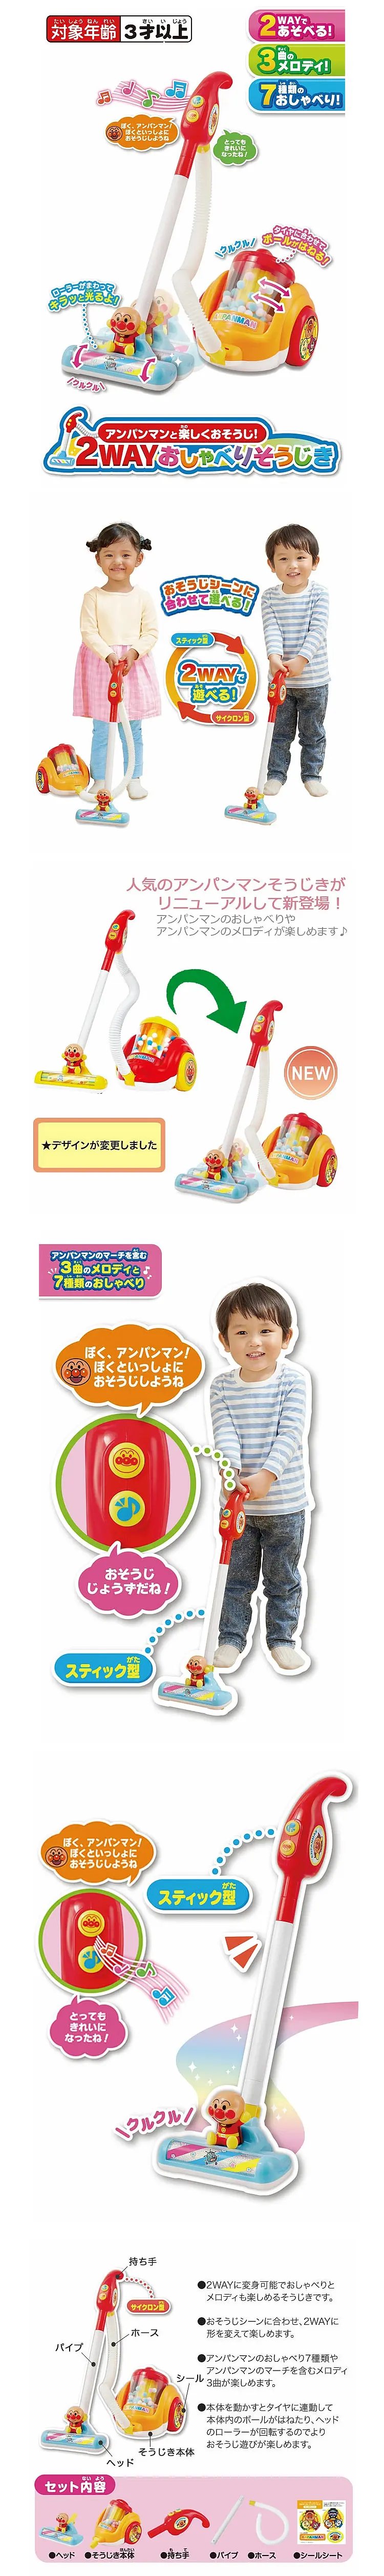 対象年齢 3才以上
2WAYであそべる！
3曲のメロディ！
7種類のおしゃべり！
ぼく、アンパンマン！
ぼくといっしょに
おそうじしようね
とっても
きれいに
なったね！
クルクル！
タイヤに合わせて
ボールがはねる！
ローラーがまわって
キラッと光るよ！
クルクル！
ANPANMAN
アンパンマンと楽しくおそうじ！
2WAYおしゃべりそうじき
おそうじシーンに
合わせて選べる！
スティック型
2WAYで
遊べる！
サイクロン型
人気のアンパンマンそうじきが
リニューアルして新登場！
アンパンマンのおしゃべりや
アンパンマンのメロディが楽しめます♪
NEW
★デザインが変更しました
アンパンマンのマーチを含む
3曲のメロディと
7種類のおしゃべり
ぼく、アンパンマン！
ぼくといっしょに
おそうじしようね
おそうじ
じょうずだね！
スティック型
ぼく、アンパンマン！
ぼくといっしょに
おそうじしようね
スティック型
とっても
きれいに
なったね！
クルクル！
持ち手
サイクロン型
ホース
パイプ
シール
そうじき本体
ヘッド
●2WAYに変身可能でおしゃべりと
メロディも楽しめるそうじきです。
●おそうじシーンに合わせ、2WAYに
形を変えて楽しめます。
●アンパンマンのおしゃべり7種類や
アンパンマンのマーチを含むメロディ
3曲が楽しめます。
●本体を動かすとタイヤに連動して
本体内のボールがはねたり、ヘッド
のローラーが回転するのでより
おそうじ遊びが楽しめます。
セット内容
●ヘッド ●そうじき本体 ●持ち手 ●パイプ ●ホース ●シールシート